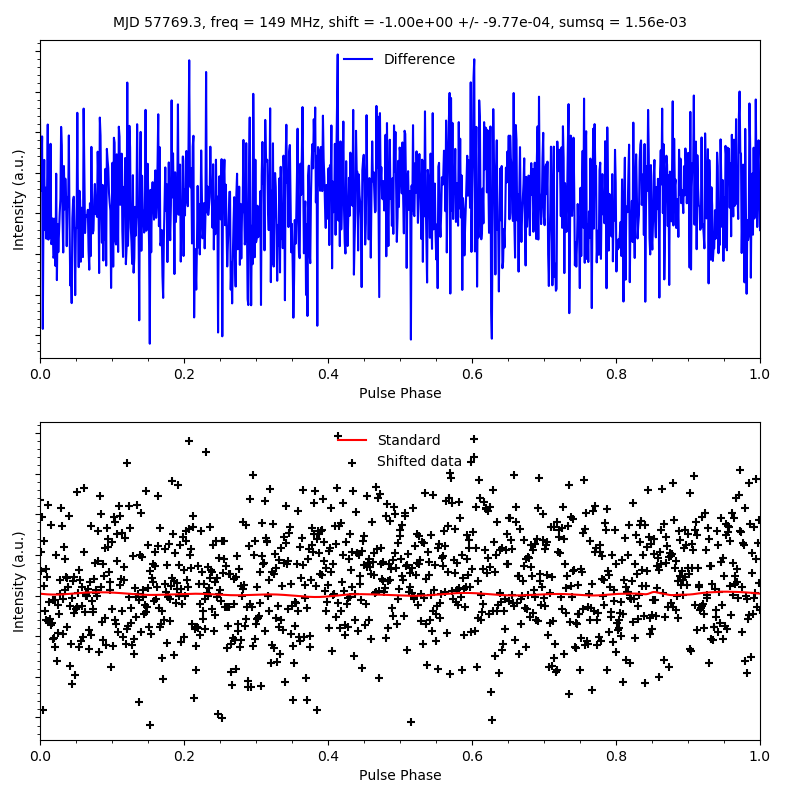 MJD 57769.3, freq = 149 MHz, shift = -1.00e+00 +/- -9.77e-04, sumsq = 1.56e-03
Difference
Intensity (a.u.)
0.0 0.2 0.4 0.6 0.8 1.0
Pulse Phase
Standard
Shifted data
Intensity (a.u.)
0.0 0.2 0.4 0.6 0.8 1.0
Pulse Phase